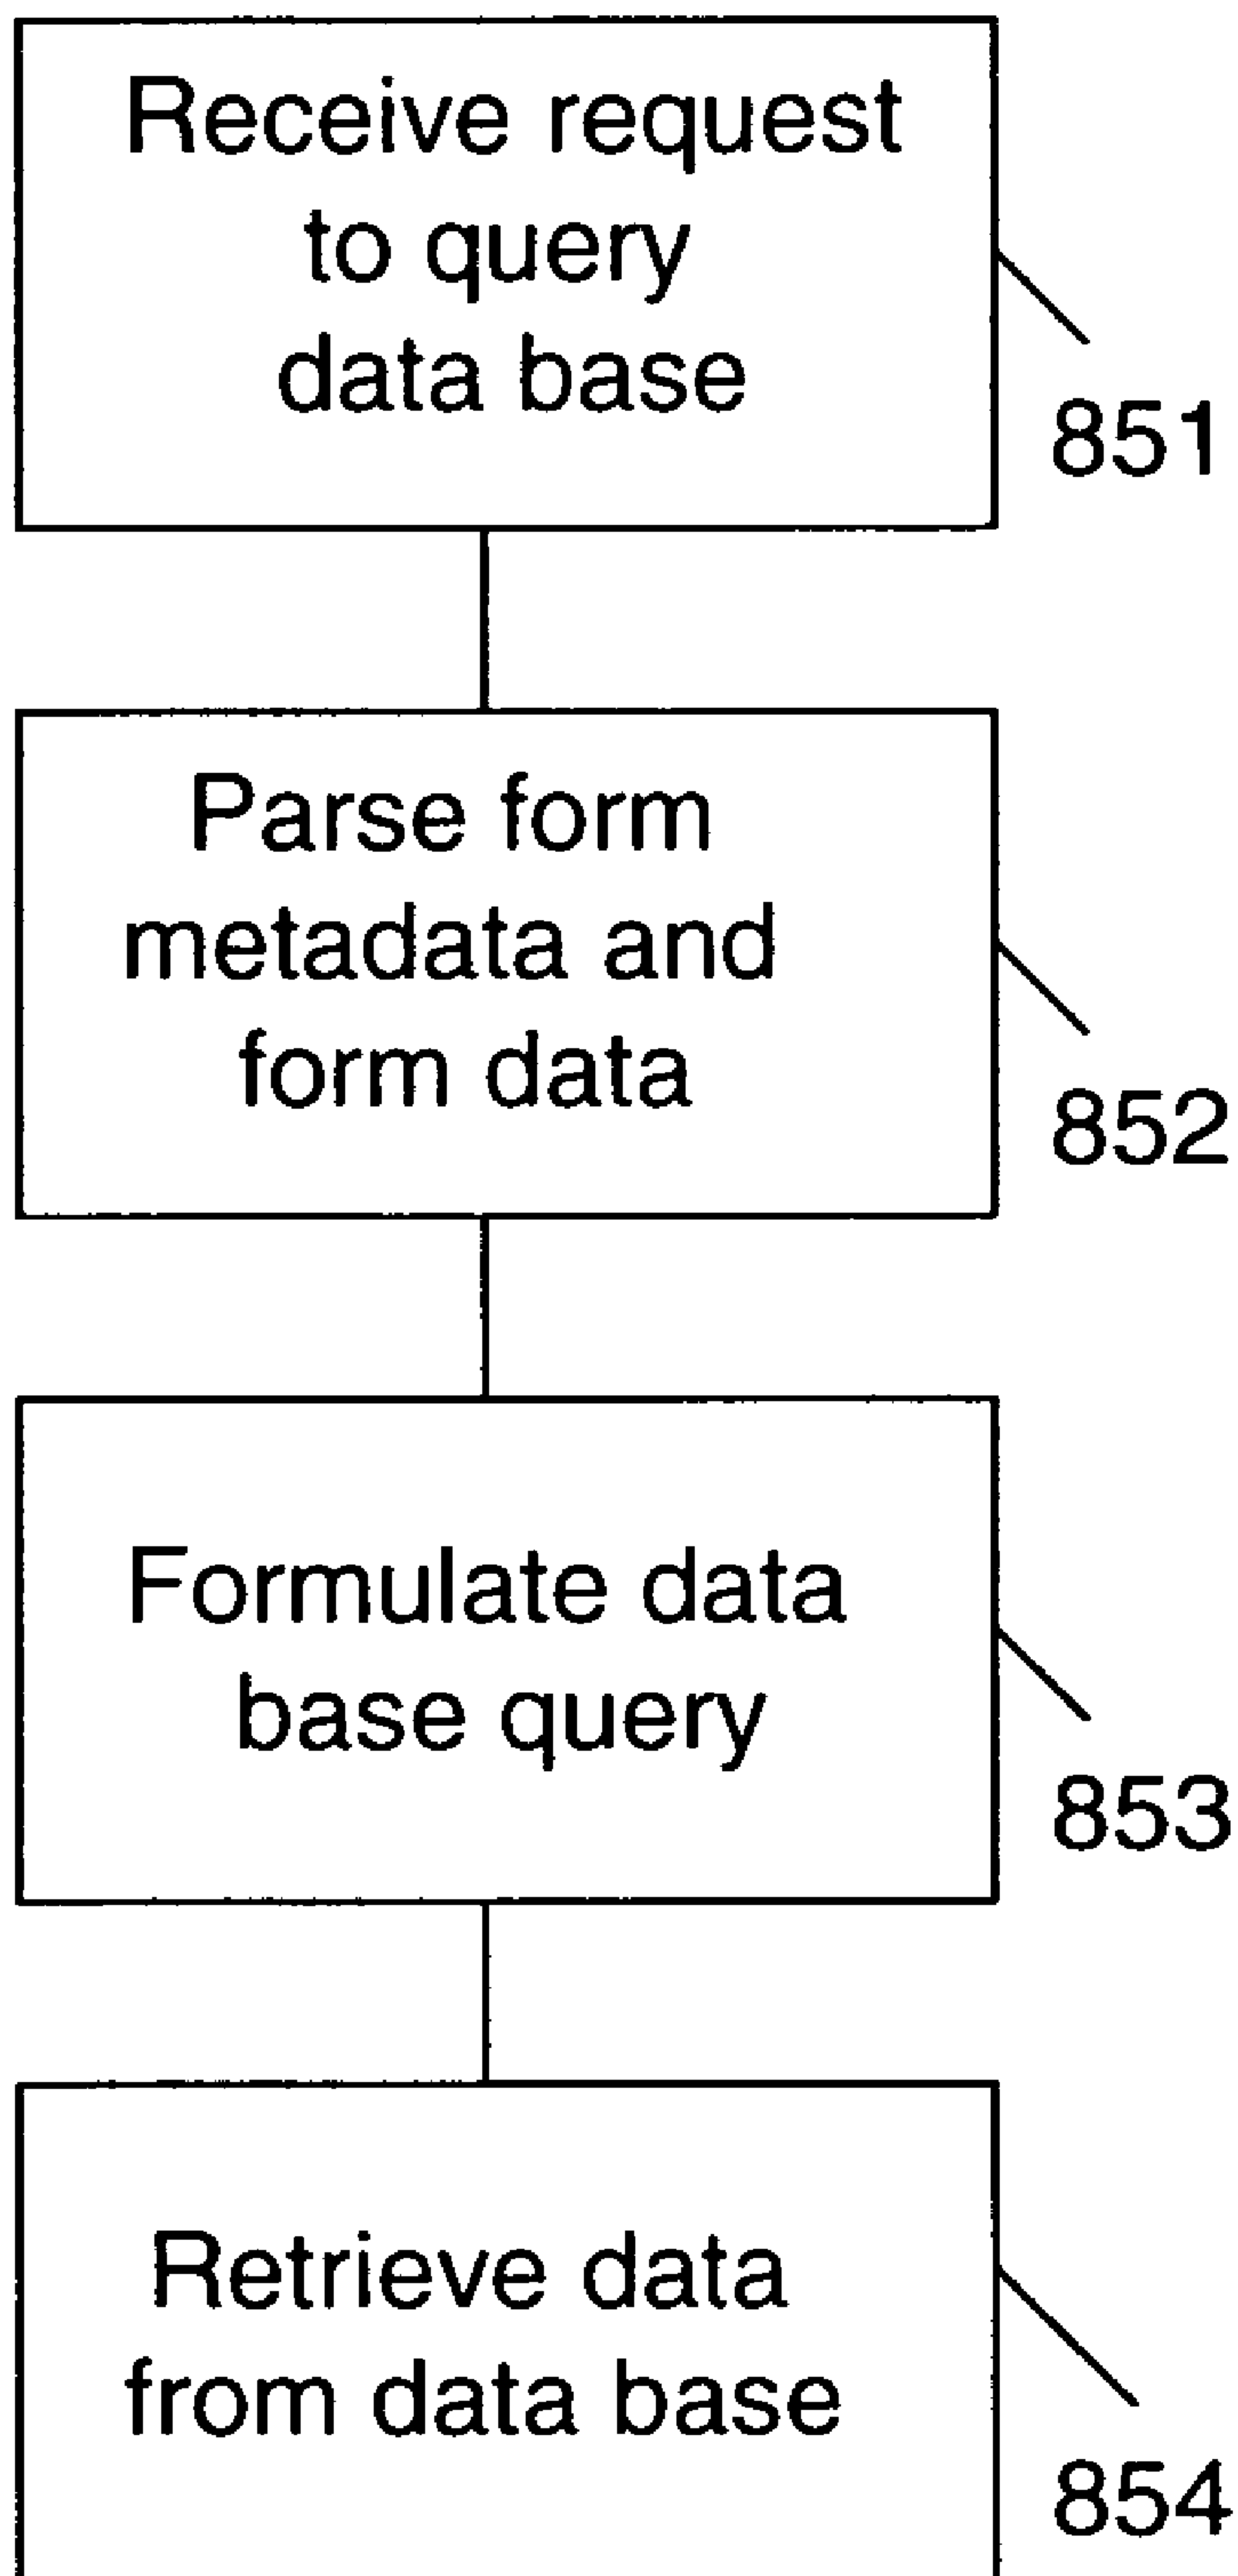 Receive request
to query
data base
851
Parse form
metadata and
form data
852
Formulate data
base query
853
Retrieve data
from data base
854